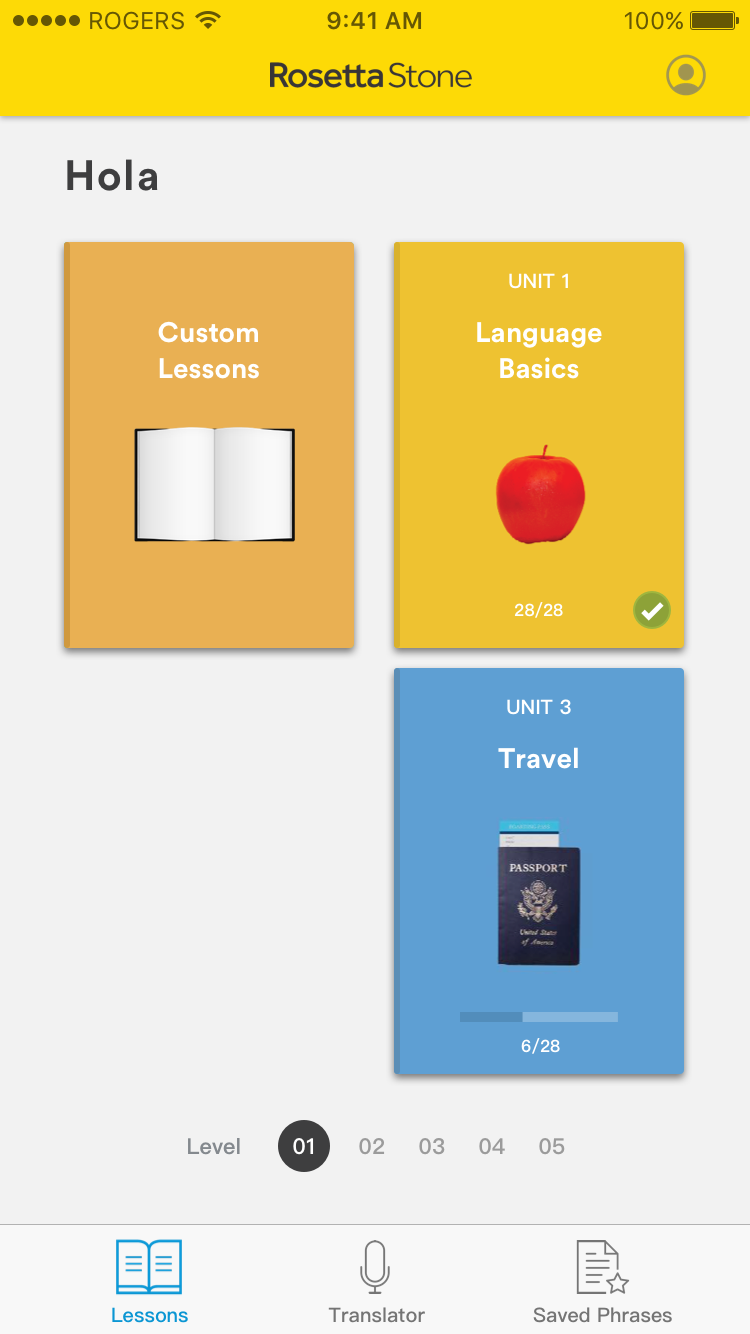 ROGERS 9:41 AM 100%
Rosetta Stone
Hola
Custom
Lessons
UNIT 1
Language
Basics
28/28
UNIT 3
Travel
PASSPORT
United States
of America
6/28
Level 01 02 03 04 05
Lessons Translator Saved Phrases